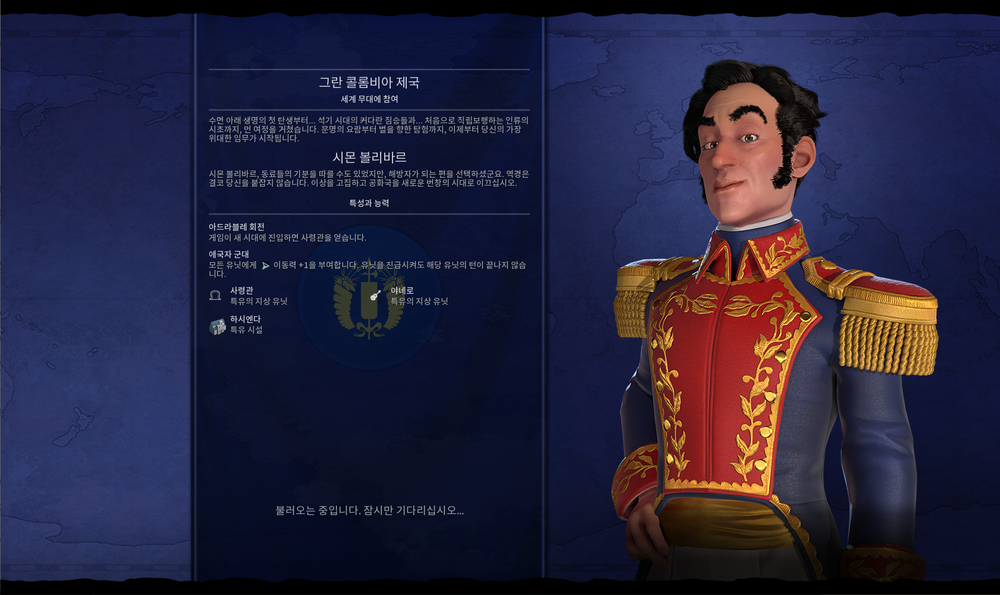 그란 콜롬비아 제국
세계 무대에 참여
수면 아래 생명의 첫 탄생부터... 석기 시대의 커다란 짐승들과... 처음으로 직립보행하는 인류의
시초까지, 먼 여정을 거쳤습니다. 문명의 요람부터 별을 향한 탐험까지, 이제부터 당신의 가장
위대한 임무가 시작됩니다.
시몬 볼리바르
시몬 볼리바르, 동료들의 기분을 따를 수도 있었지만, 해방자가 되는 편을 선택하셨군요. 역경은
결코 당신을 붙잡지 않습니다. 이상을 고집하고 공화국을 새로운 번창의 시대로 이끄십시오.
특성과 능력
아드라블레 회전
게임이 새 시대에 진입하면 사령관을 얻습니다.
애국자 군대
모든 유닛에게 이동력 +1을 부여합니다. 유닛을 진급시켜도 해당 유닛의 턴이 끝나지 않습
니다.
사령관
특유의 지상 유닛
야네로
특유의 지상 유닛
하시엔다
특유 시설
불러오는 중입니다. 잠시만 기다리십시오...